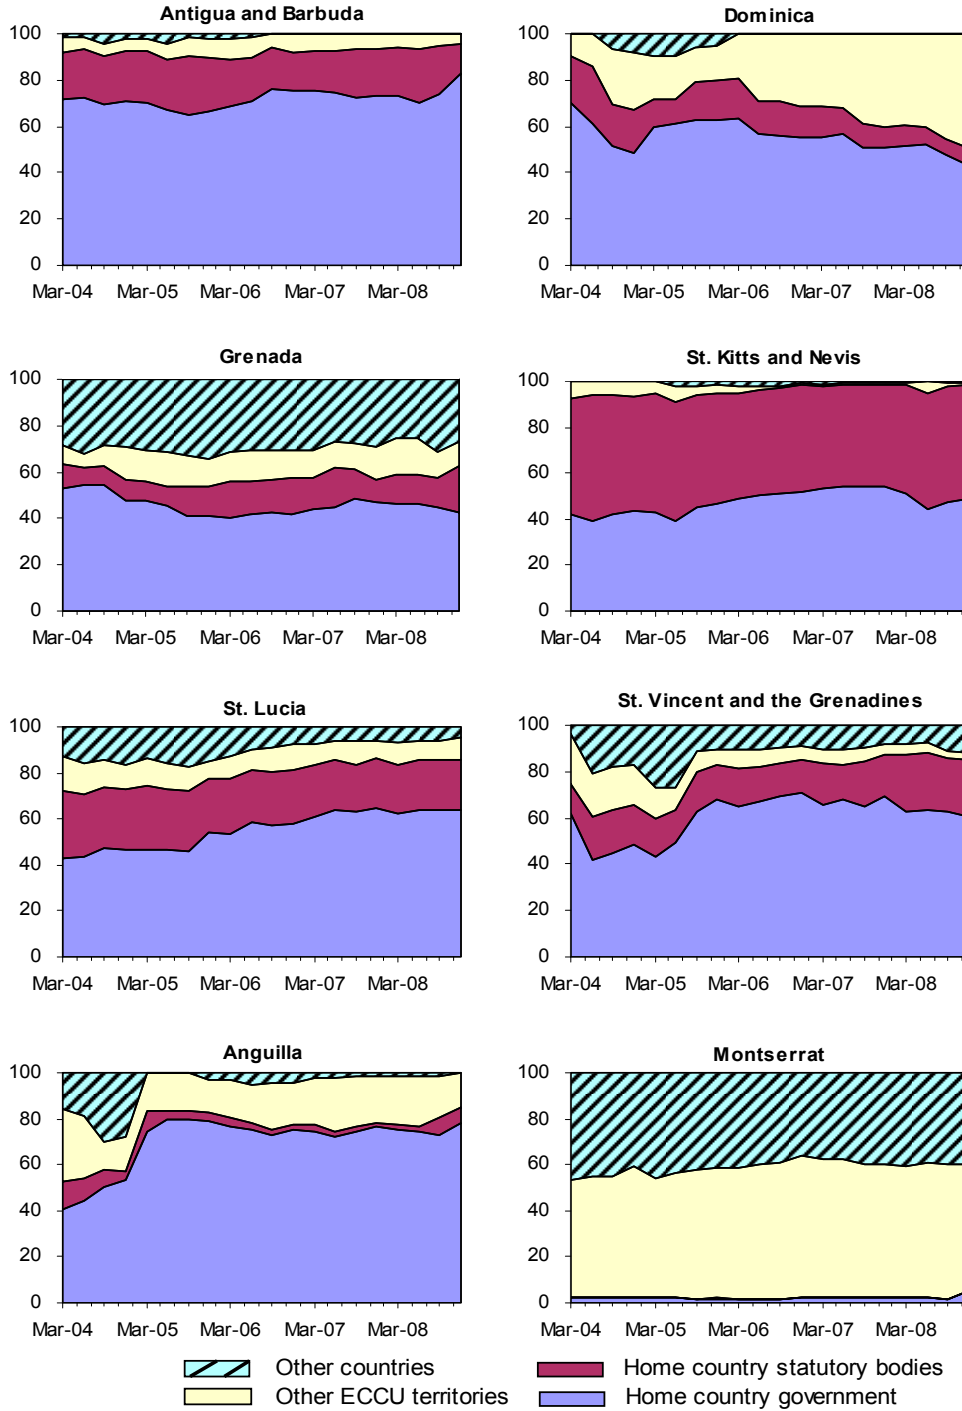 Antigua and Barbuda
100
80
60
40
20
0
Mar-04 Mar-05 Mar-06 Mar-07 Mar-08
Dominica
100
80
60
40
20
0
Mar-04 Mar-05 Mar-06 Mar-07 Mar-08
Grenada
100
80
60
40
20
0
Mar-04 Mar-05 Mar-06 Mar-07 Mar-08
St. Kitts and Nevis
100
80
60
40
20
0
Mar-04 Mar-05 Mar-06 Mar-07 Mar-08
St. Lucia
100
80
60
40
20
0
Mar-04 Mar-05 Mar-06 Mar-07 Mar-08
St. Vincent and the Grenadines
100
80
60
40
20
0
Mar-04 Mar-05 Mar-06 Mar-07 Mar-08
Anguilla
100
80
60
40
20
0
Mar-04 Mar-05 Mar-06 Mar-07 Mar-08
Montserrat
100
80
60
40
20
0
Mar-04 Mar-05 Mar-06 Mar-07 Mar-08
Other countries
Home country statutory bodies
Other ECCU territories
Home country government